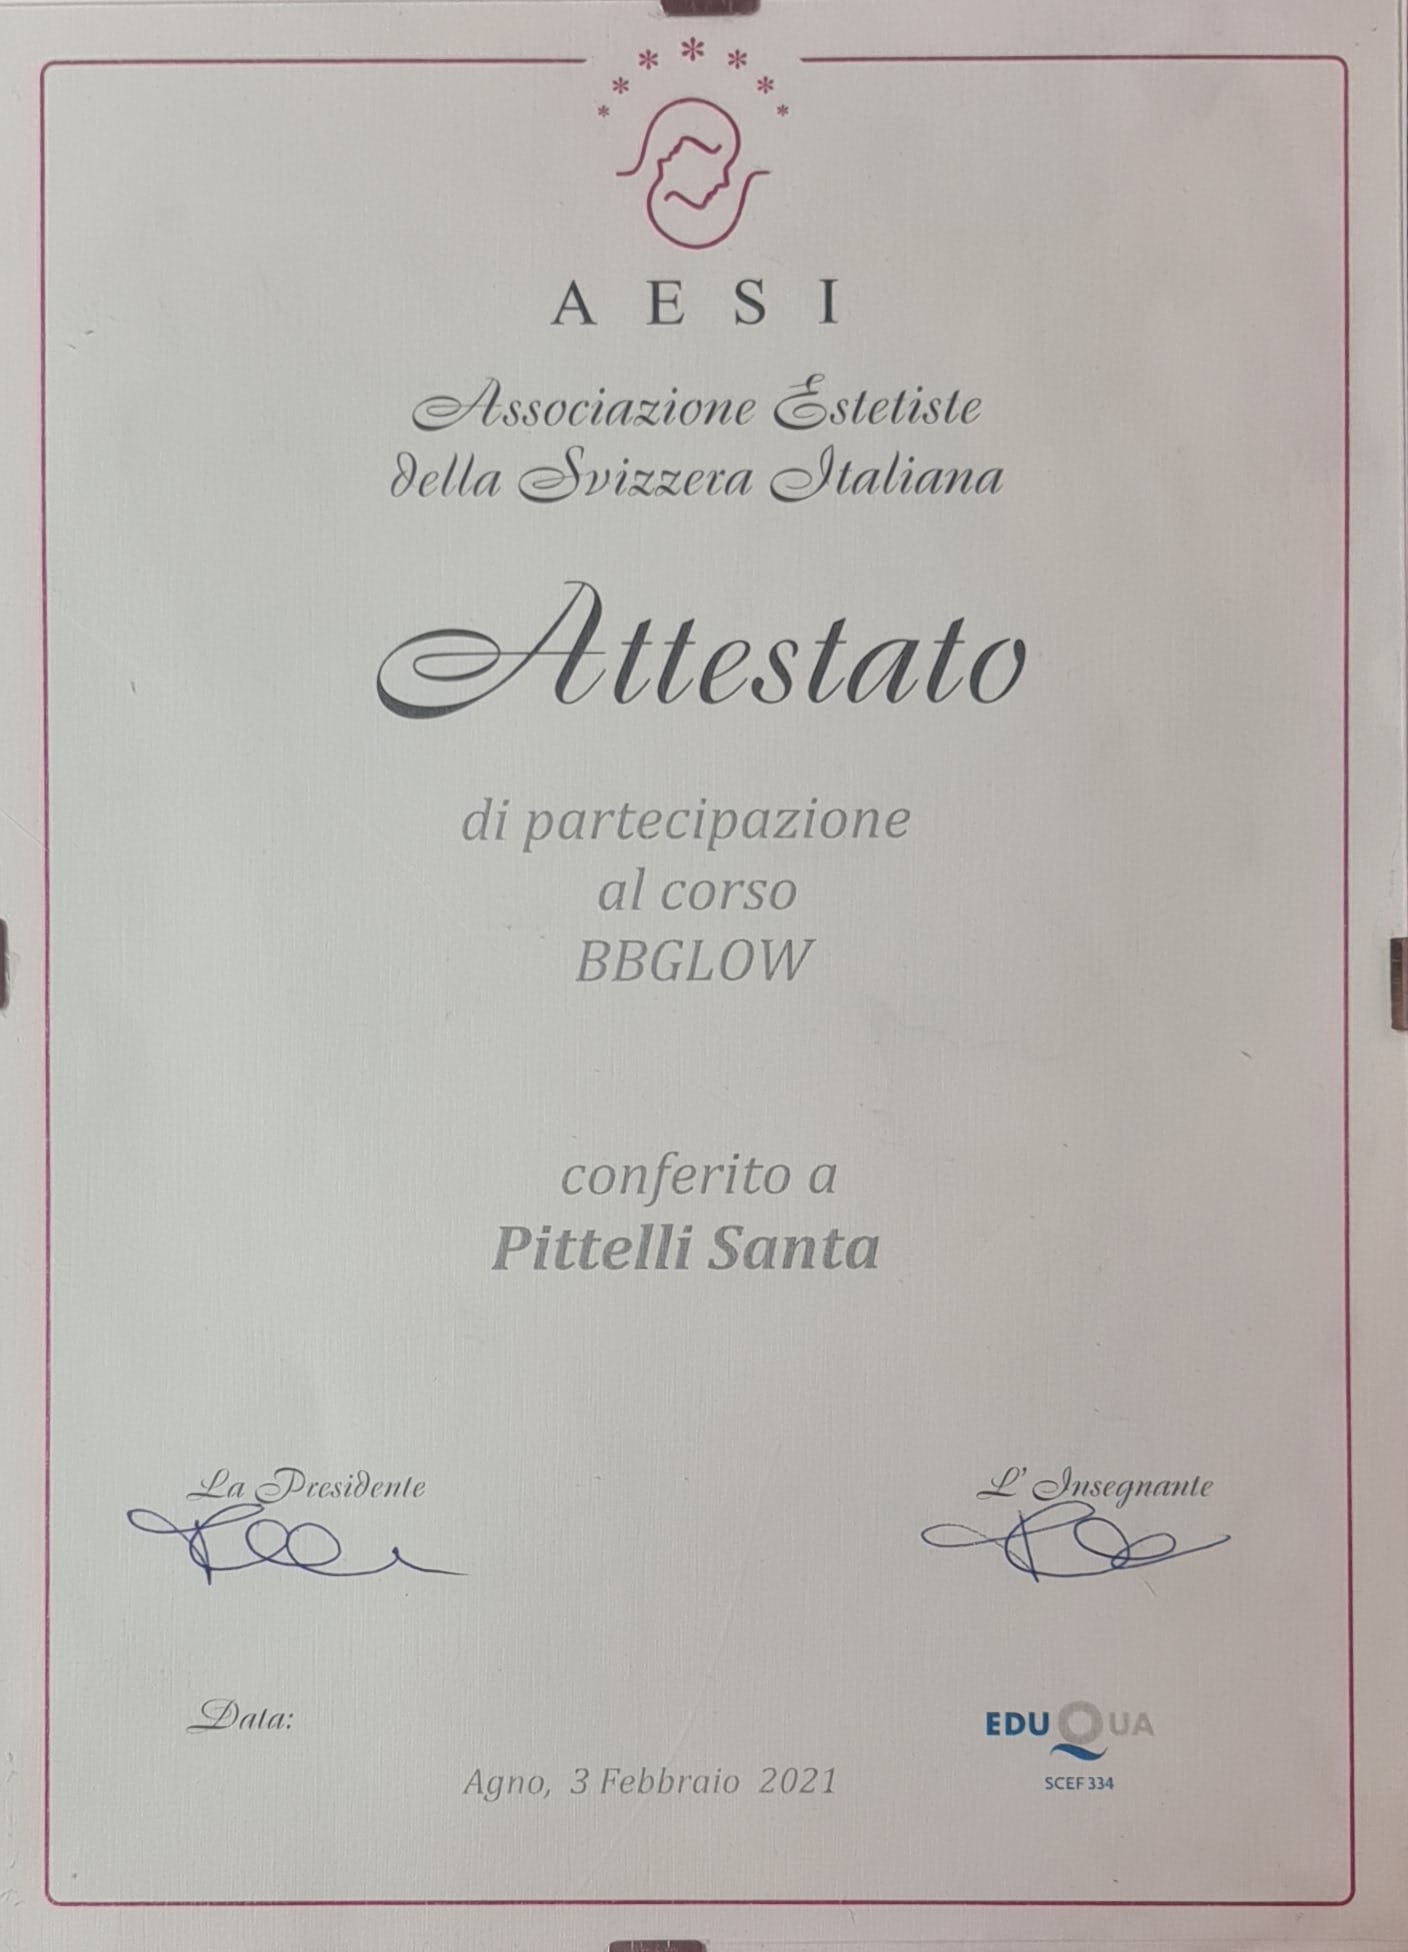 A E S I
Associazione Estetiste
della Svizzera Italiana
Attestato
di partecipazione
al corso
BBGLOW
conferito a
Pittelli Santa
La Presidente
L' Insegnante
Data:
EDUQUA
SCEF 334
Agno, 3 Febbraio 2021